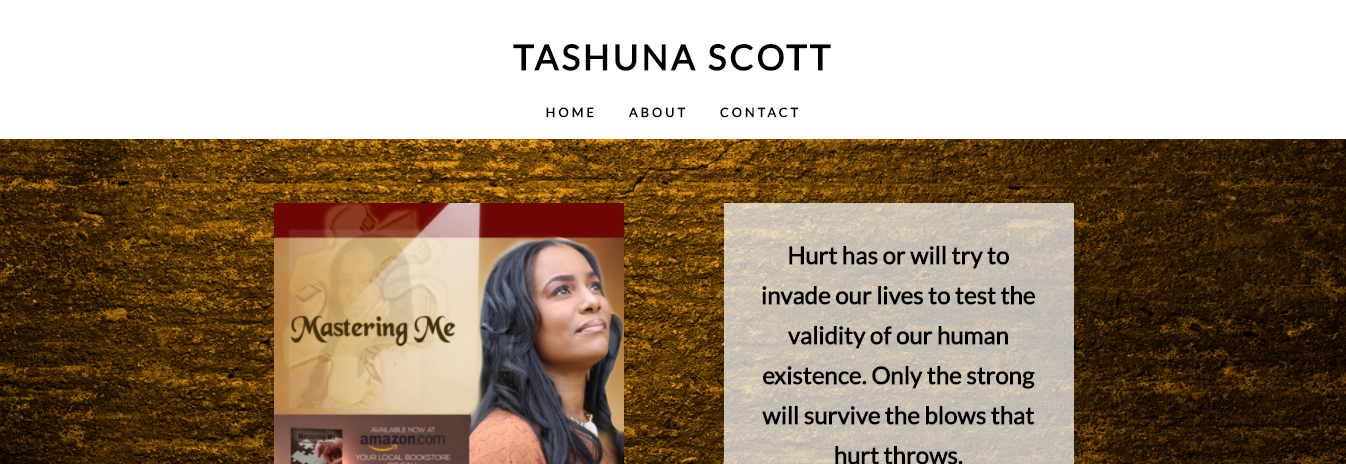 TASHUNA SCOTT
HOME ABOUT CONTACT
Mastering Me
AVAILABLE NOW AT
amazon.com
YOUR LOCAL BOOKSTORE
Hurt has or will try to
invade our lives to test the
validity of our human
existence. Only the strong
will survive the blows that
hurt throws.